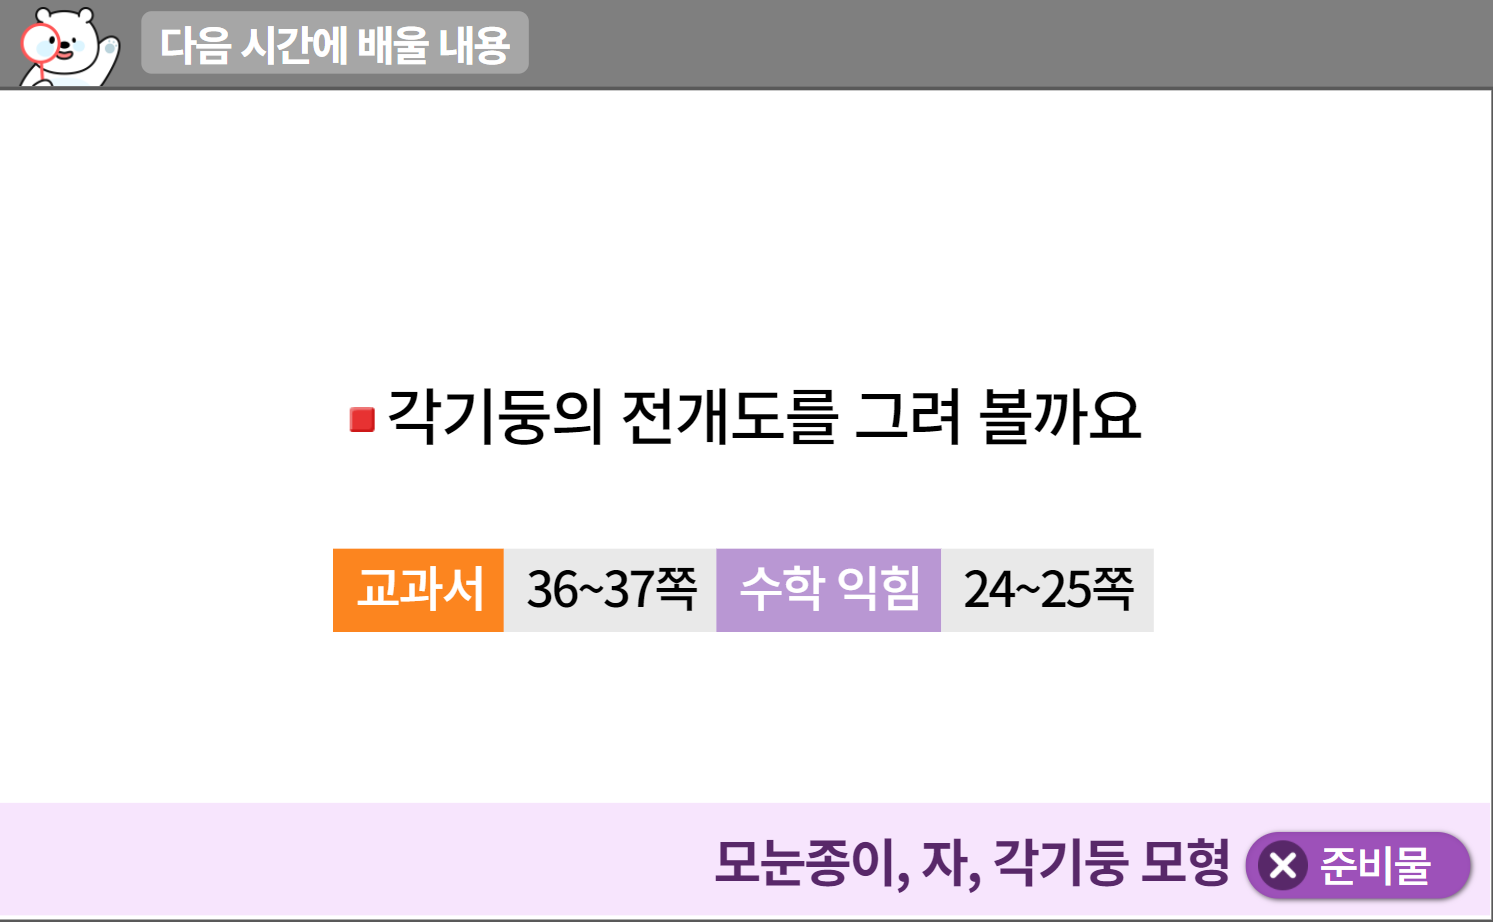 다음 시간에 배울 내용
각기둥의 전개도를 그려 볼까요
교과서 36~37쪽 수학 익힘 24~25쪽
모눈종이, 자, 각기둥 모형 준비물